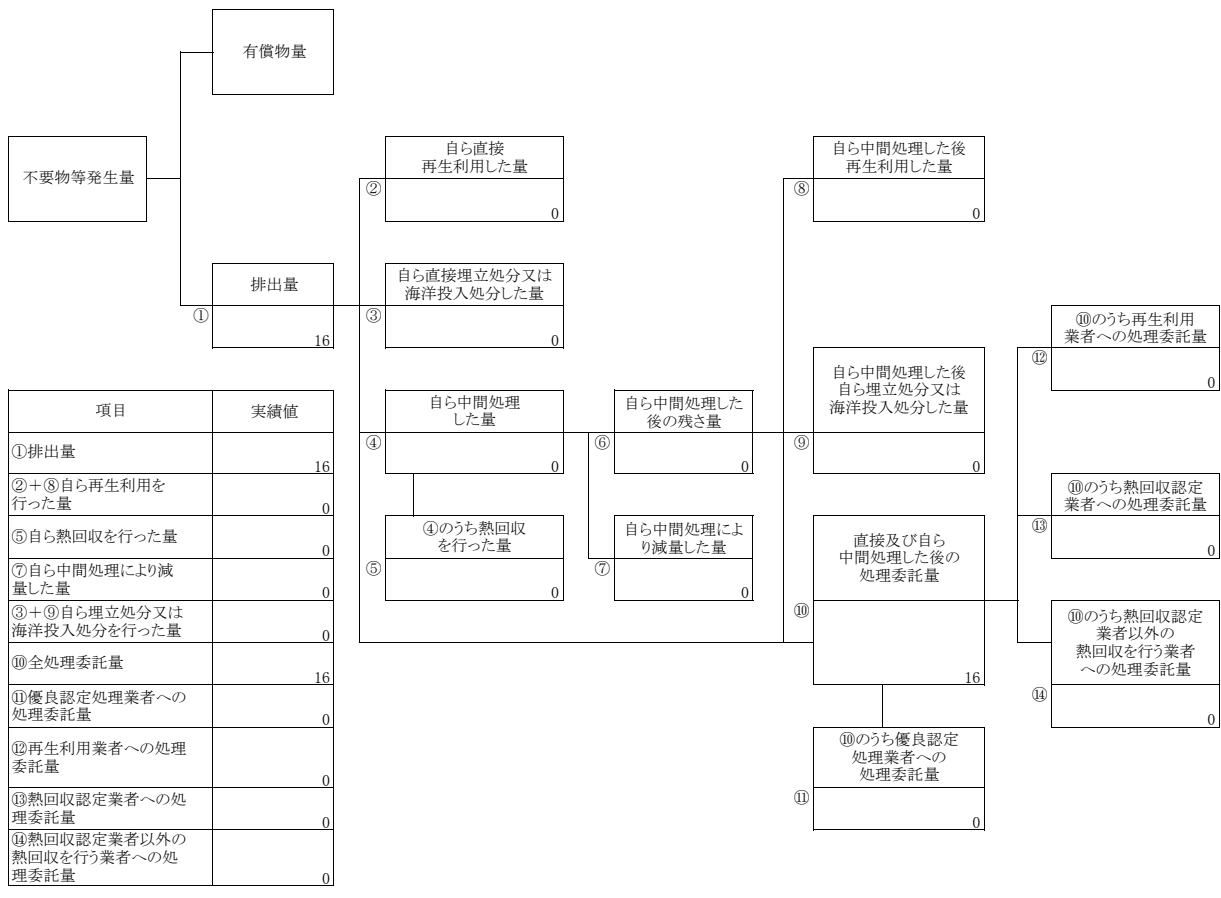 有償物量
不要物等発生量
排出量
①
16
自ら直接
再生利用した量
②
0
自ら直接埋立処分又は
海洋投入処分した量
③
0
自ら中間処理
した量
④
0
④のうち熱回収
を行った量
⑤
0
自ら中間処理した
後の残さ量
⑥
0
自ら中間処理によ
り減量した量
⑦
0
自ら中間処理した後
再生利用した量
⑧
0
自ら中間処理した後
自ら埋立処分又は
海洋投入処分した量
⑨
0
直接及び自ら
中間処理した後の
処理委託量
⑩
16
⑩のうち優良認定
処理業者への
処理委託量
⑪
0
⑩のうち再生利用
業者への処理委託量
⑫
0
⑩のうち熱回収認定
業者への処理委託量
⑬
0
⑩のうち熱回収認定
業者以外の
熱回収を行う業者
への処理委託量
⑭
0
項目 実績値
①排出量
16
②＋⑧自ら再生利用を
行った量
0
⑤自ら熱回収を行った量
0
⑦自ら中間処理により減
量した量
0
③＋⑨自ら埋立処分又は
海洋投入処分を行った量
0
⑩全処理委託量
16
⑪優良認定処理業者への
処理委託量
0
⑫再生利用業者への処理
委託量
0
⑬熱回収認定業者への処
理委託量
0
⑭熱回収認定業者以外の
熱回収を行う業者への処
理委託量
0